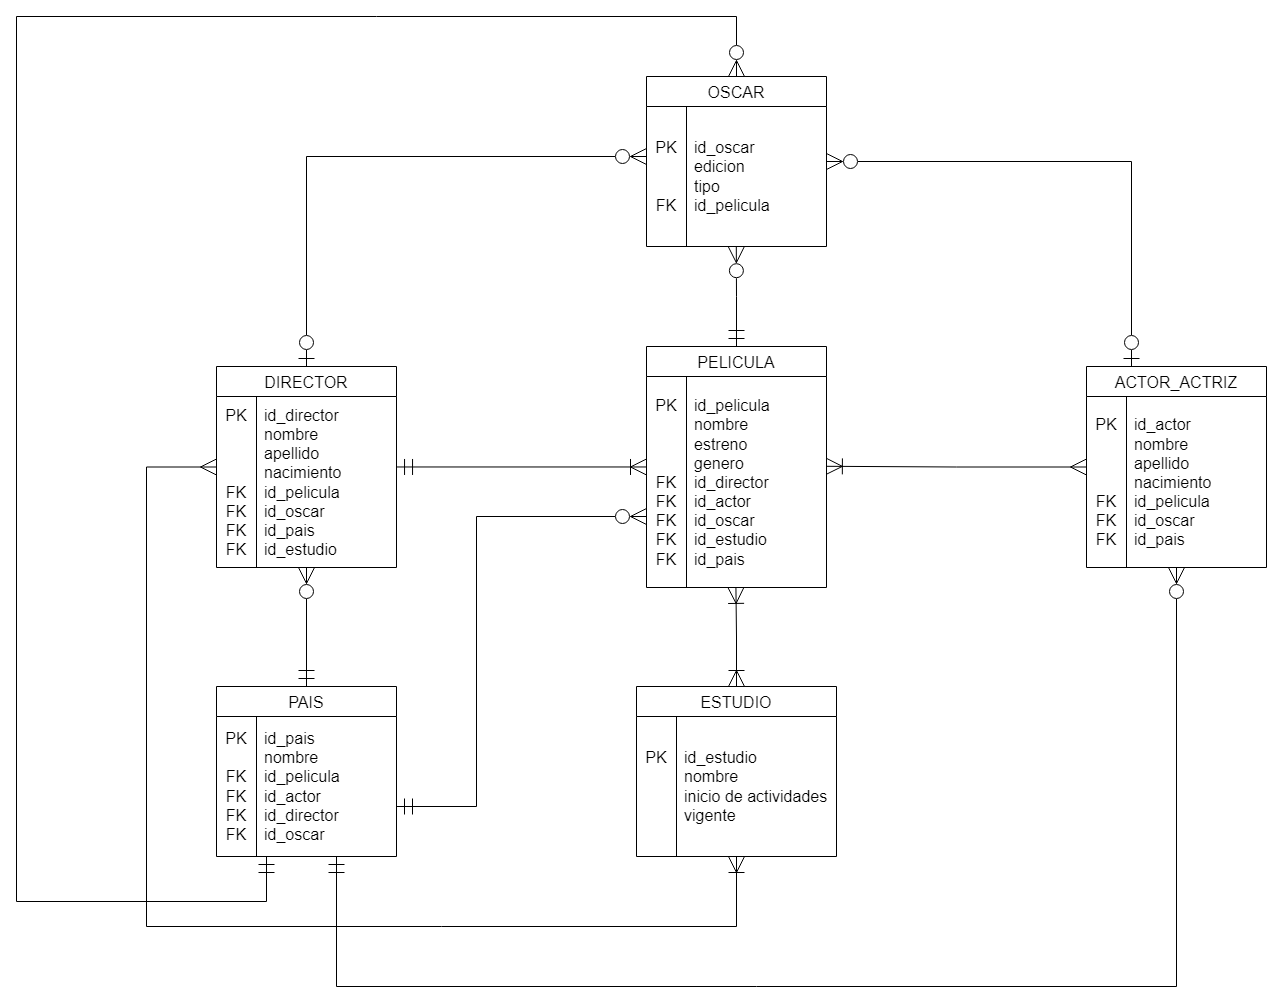 OSCAR
PK id_oscar
edicion
tipo
FK id_pelicula
DIRECTOR
PK id_director
nombre
apellido
nacimiento
FK id_pelicula
FK id_oscar
FK id_pais
FK id_estudio
PELICULA
PK id_pelicula
nombre
estreno
genero
FK id_director
FK id_actor
FK id_oscar
FK id_estudio
FK id_pais
ACTOR_ACTRIZ
PK id_actor
nombre
apellido
nacimiento
FK id_pelicula
FK id_oscar
FK id_pais
PAIS
PK id_pais
nombre
FK id_pelicula
FK id_actor
FK id_director
FK id_oscar
ESTUDIO
PK id_estudio
nombre
inicio de actividades
vigente